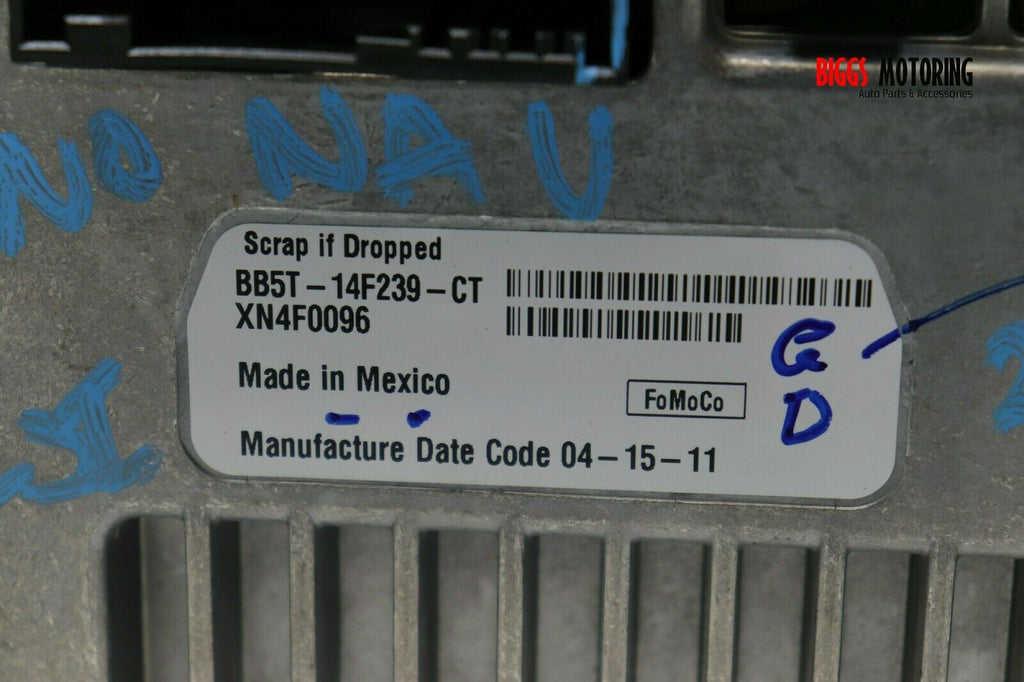 BIGGS MOTORING
Auto Parts & Accessories
NO NAV
Scrap if Dropped
BB5T-14F239-CT
XN4F0096
Made in Mexico
FoMoCo
G
D
Manufacture Date Code 04-15-11